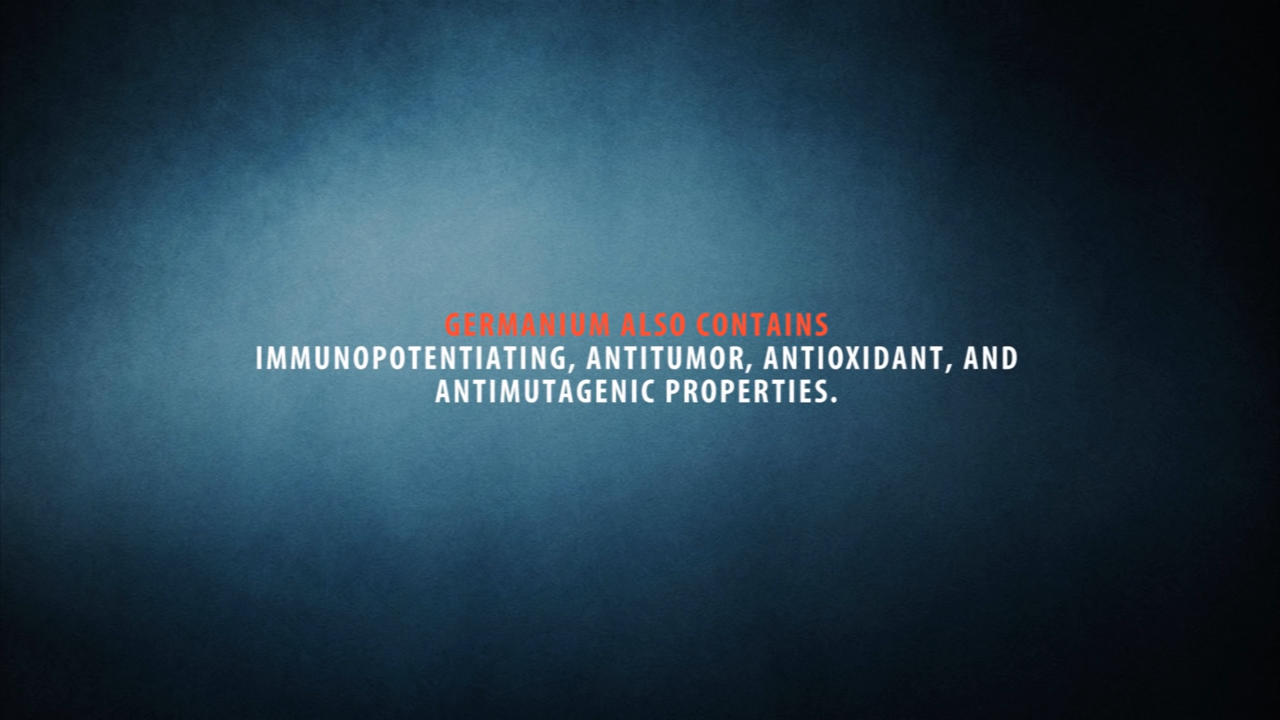 GERMANIUM ALSO CONTAINS
IMMUNOPOTENTIATING, ANTITUMOR, ANTIOXIDANT, AND
ANTIMUTAGENIC PROPERTIES.